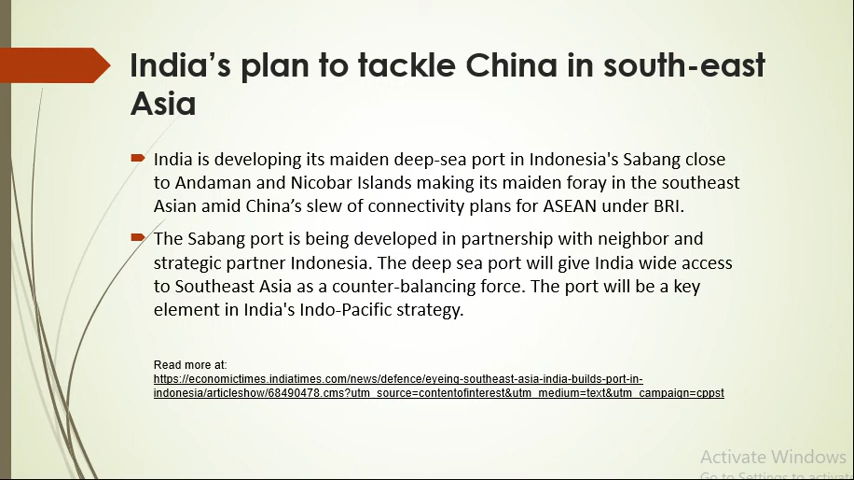 India’s plan to tackle China in south-east
Asia
India is developing its maiden deep-sea port in Indonesia's Sabang close
to Andaman and Nicobar Islands making its maiden foray in the southeast
Asian amid China’s slew of connectivity plans for ASEAN under BRI.
The Sabang port is being developed in partnership with neighbor and
strategic partner Indonesia. The deep sea port will give India wide access
to Southeast Asia as a counter-balancing force. The port will be a key
element in India's Indo-Pacific strategy.
Read more at:
https://economictimes.indiatimes.com/news/defence/eyeing-southeast-asia-india-builds-port-in-
indonesia/articleshow/68490478.cms?utm_source=contentofinterest&utm_medium=text&utm_campaign=cppst
Activate Windows
Go to Settings to activate